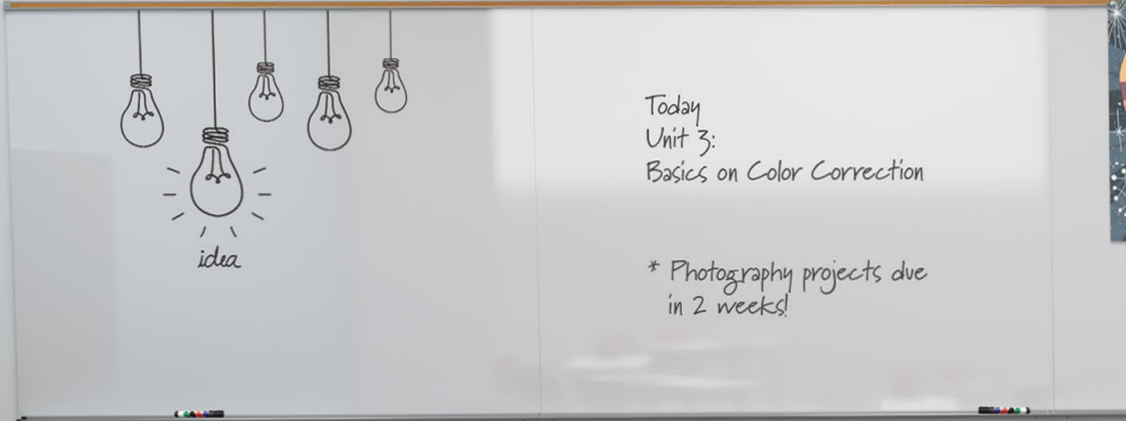 idea
Today
Unit 3:
Basics on Color Correction
* Photography projects due
in 2 weeks!